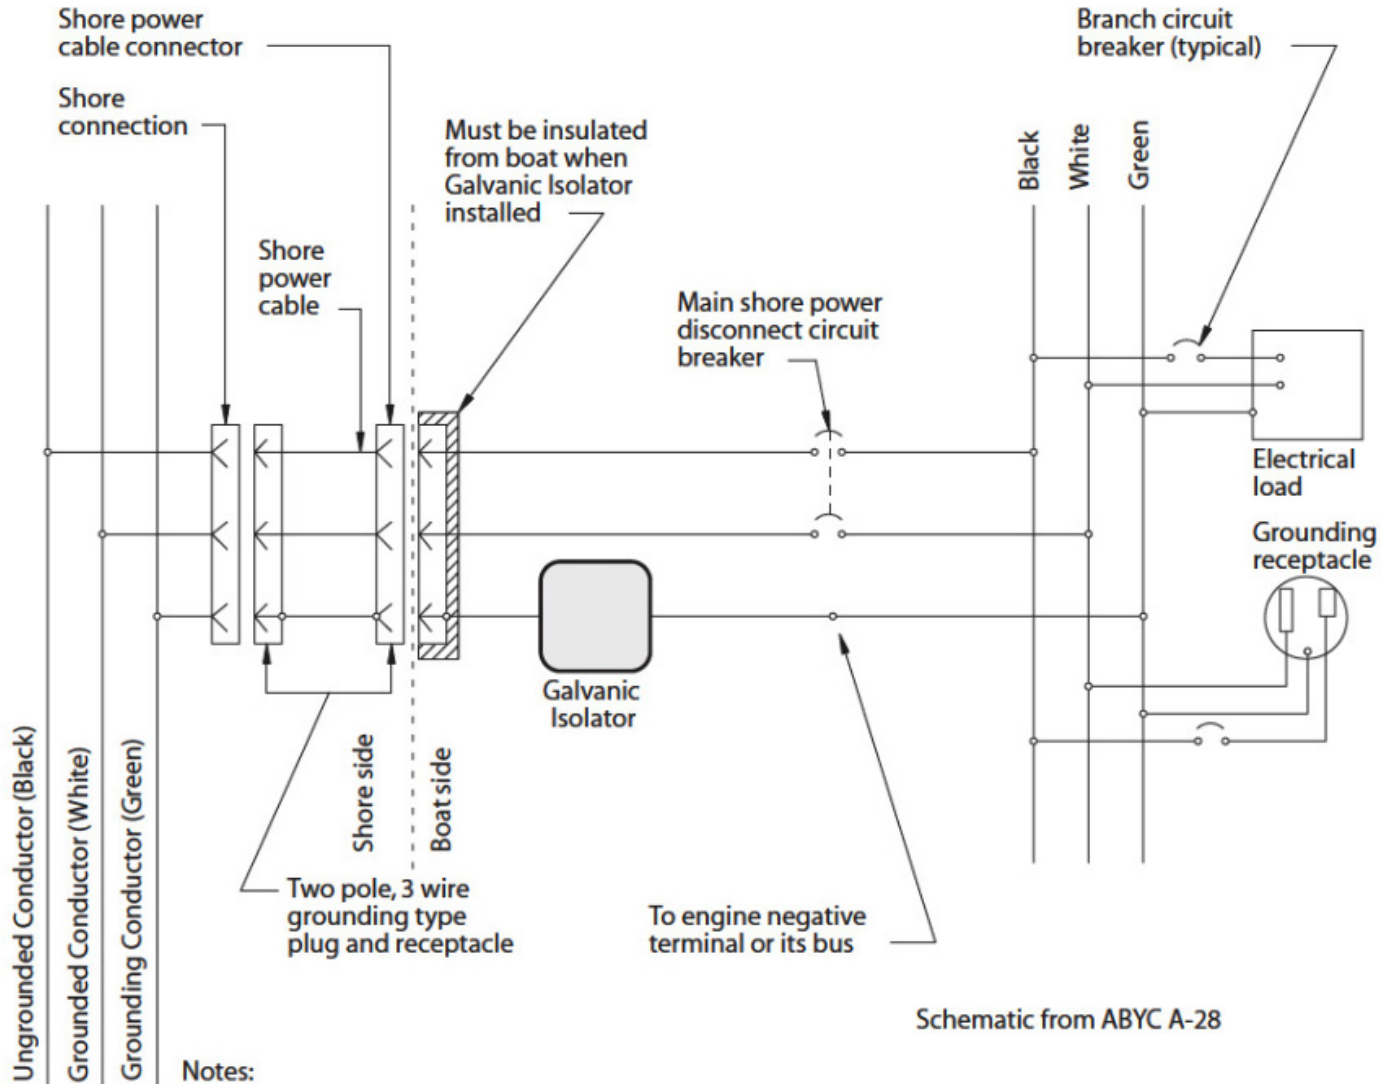 Shore power
cable connector
Shore
connection
Must be insulated
from boat when
Galvanic Isolator
installed
Shore
power
cable
Main shore power
disconnect circuit
breaker
Branch circuit
breaker (typical)
Black
White
Green
Electrical
load
Grounding
receptacle
Galvanic
Isolator
Shore side
Boat side
Ungrounded Conductor (Black)
Grounded Conductor (White)
Grounding Conductor (Green)
Two pole, 3 wire
grounding type
plug and receptacle
To engine negative
terminal or its bus
Schematic from ABYC A-28
Notes: